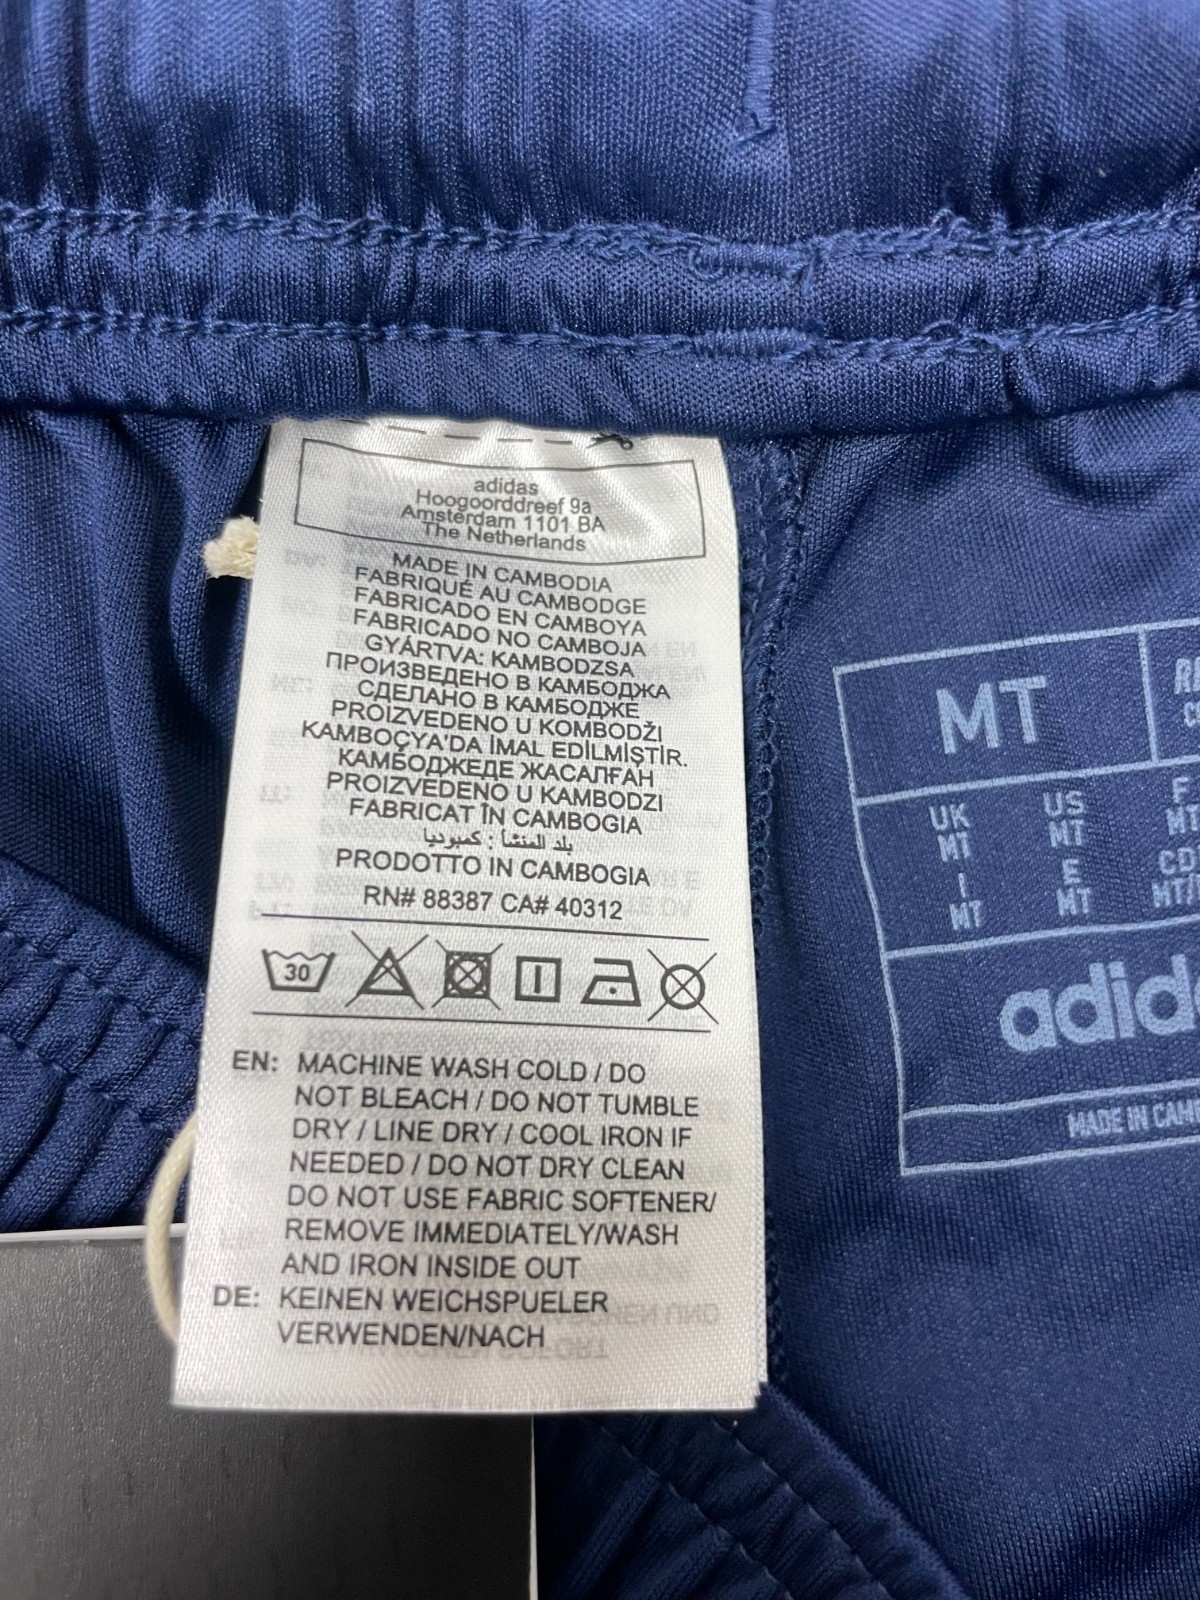 adidas
Hoogoorddreef 9a
Amsterdam 1101 BA
The Netherlands
MADE IN CAMBODIA
FABRIQUÉ AU CAMBODGE
FABRICADO EN CAMBOYA
FABRICADO NO CAMBOJA
GYÁRTVA: KAMBODZSA
ПРОИЗВЕДЕНО В КАМБОДЖА
СДЕЛАНО В КАМБОДЖЕ
PROIZVEDENO U KOMBODŽI
KAMBOÇYA'DA İMAL EDİLMİŞTİR.
КАМБОДЖЕДЕ ЖАСАЛҒАН
PROIZVEDENO U KAMBODZI
FABRICAT ÎN CAMBOGIA
بلد المنشأ : كمبوديا
PRODOTTO IN CAMBOGIA
RN# 88387 CA# 40312
30
EN: MACHINE WASH COLD / DO
NOT BLEACH / DO NOT TUMBLE
DRY / LINE DRY / COOL IRON IF
NEEDED / DO NOT DRY CLEAN
DO NOT USE FABRIC SOFTENER/
REMOVE IMMEDIATELY/WASH
AND IRON INSIDE OUT
DE: KEINEN WEICHSPUELER
VERWENDEN/NACH
MT
UK US F
MT MT MT
I E
MT MT
MADE IN